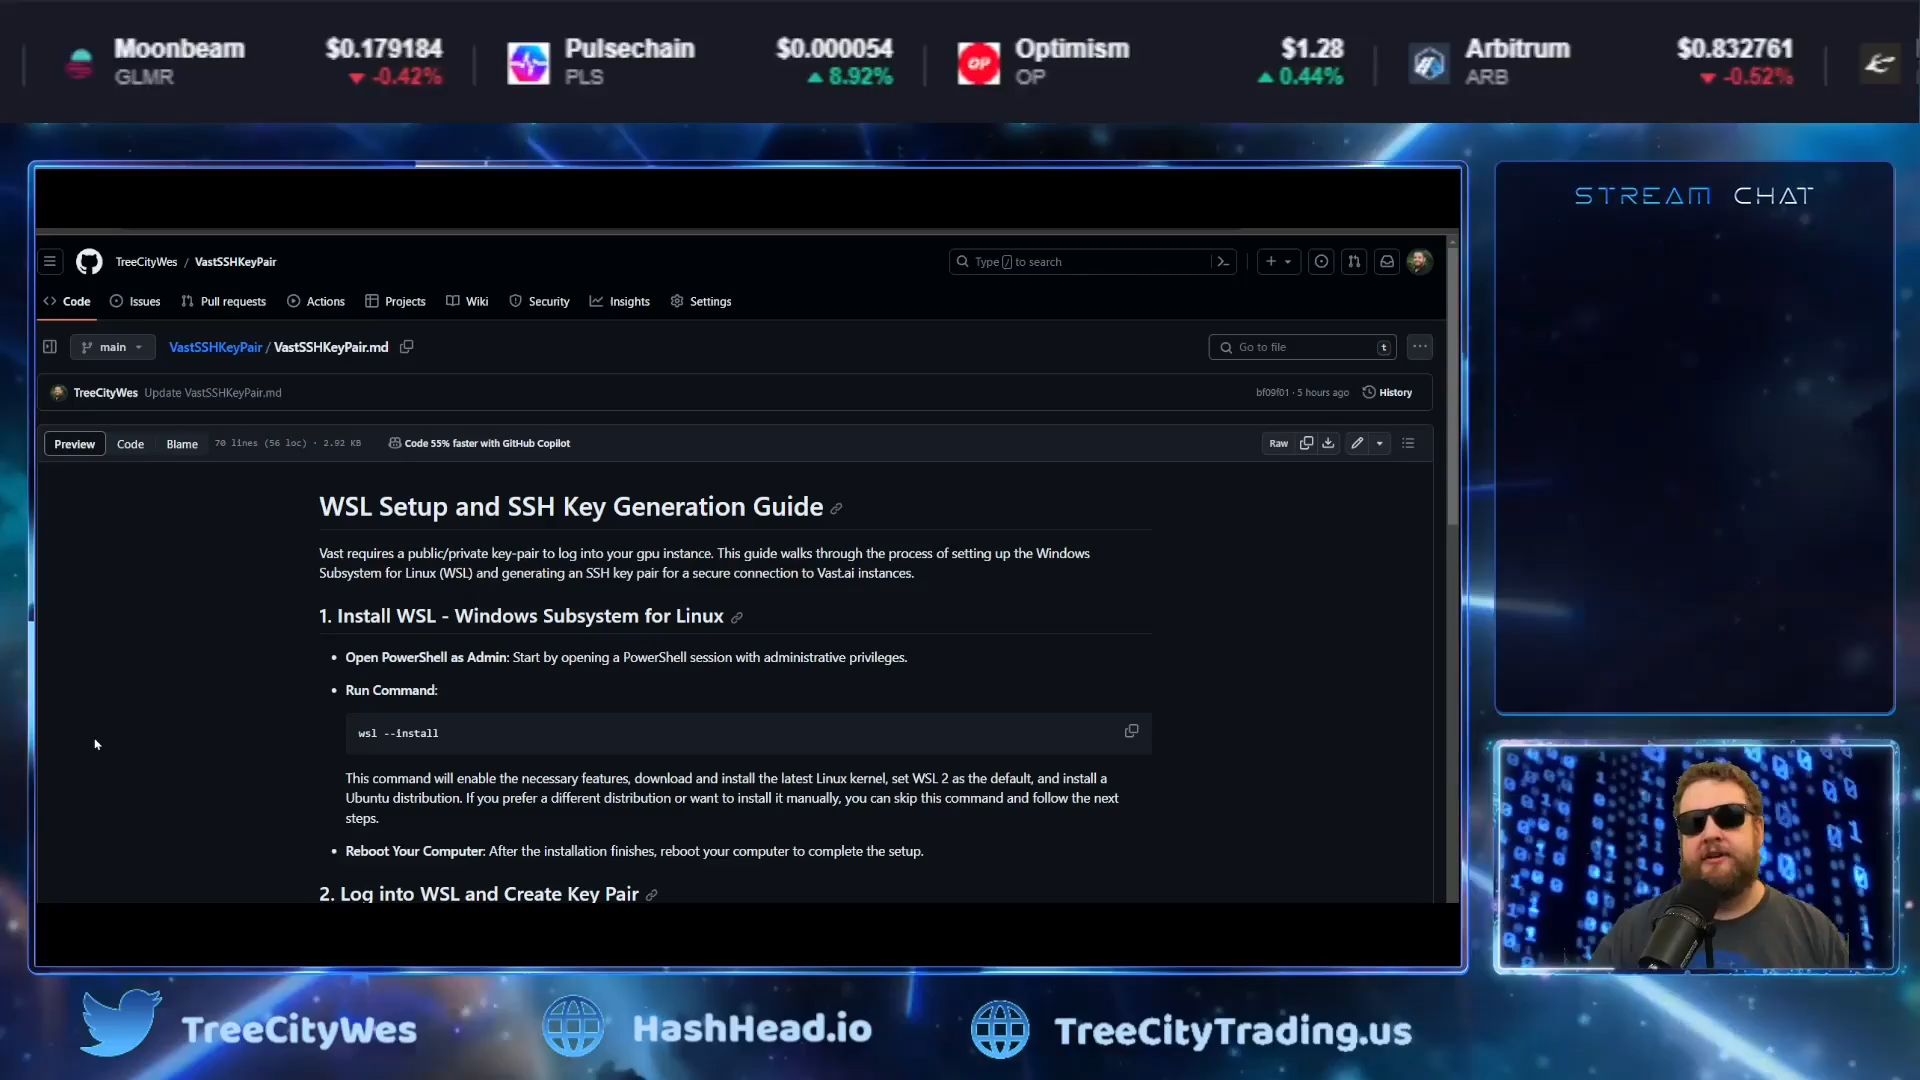 Moonbeam $0.179184
GLMR -0.42%
Pulsechain $0.000054
PLS 8.92%
Optimism $1.28
OP OP 0.44%
Arbitrum $0.832761
ARB -0.52%
STREAM CHAT
TreeCityWes / VastSSHKeyPair
Type / to search
Code Issues Pull requests Actions Projects Wiki Security Insights Settings
main VastSSHKeyPair / VastSSHKeyPair.md
Go to file t
TreeCityWes Update VastSSHKeyPair.md
bf09f01 · 5 hours ago History
Preview Code Blame 70 lines (56 loc) · 2.92 KB Code 55% faster with GitHub Copilot
Raw
WSL Setup and SSH Key Generation Guide
Vast requires a public/private key-pair to log into your gpu instance. This guide walks through the process of setting up the Windows
Subsystem for Linux (WSL) and generating an SSH key pair for a secure connection to Vast.ai instances.
1. Install WSL - Windows Subsystem for Linux
• Open PowerShell as Admin: Start by opening a PowerShell session with administrative privileges.
• Run Command:
wsl --install
This command will enable the necessary features, download and install the latest Linux kernel, set WSL 2 as the default, and install a
Ubuntu distribution. If you prefer a different distribution or want to install it manually, you can skip this command and follow the next
steps.
• Reboot Your Computer: After the installation finishes, reboot your computer to complete the setup.
2. Log into WSL and Create Key Pair
TreeCityWes
HashHead.io
TreeCityTrading.us